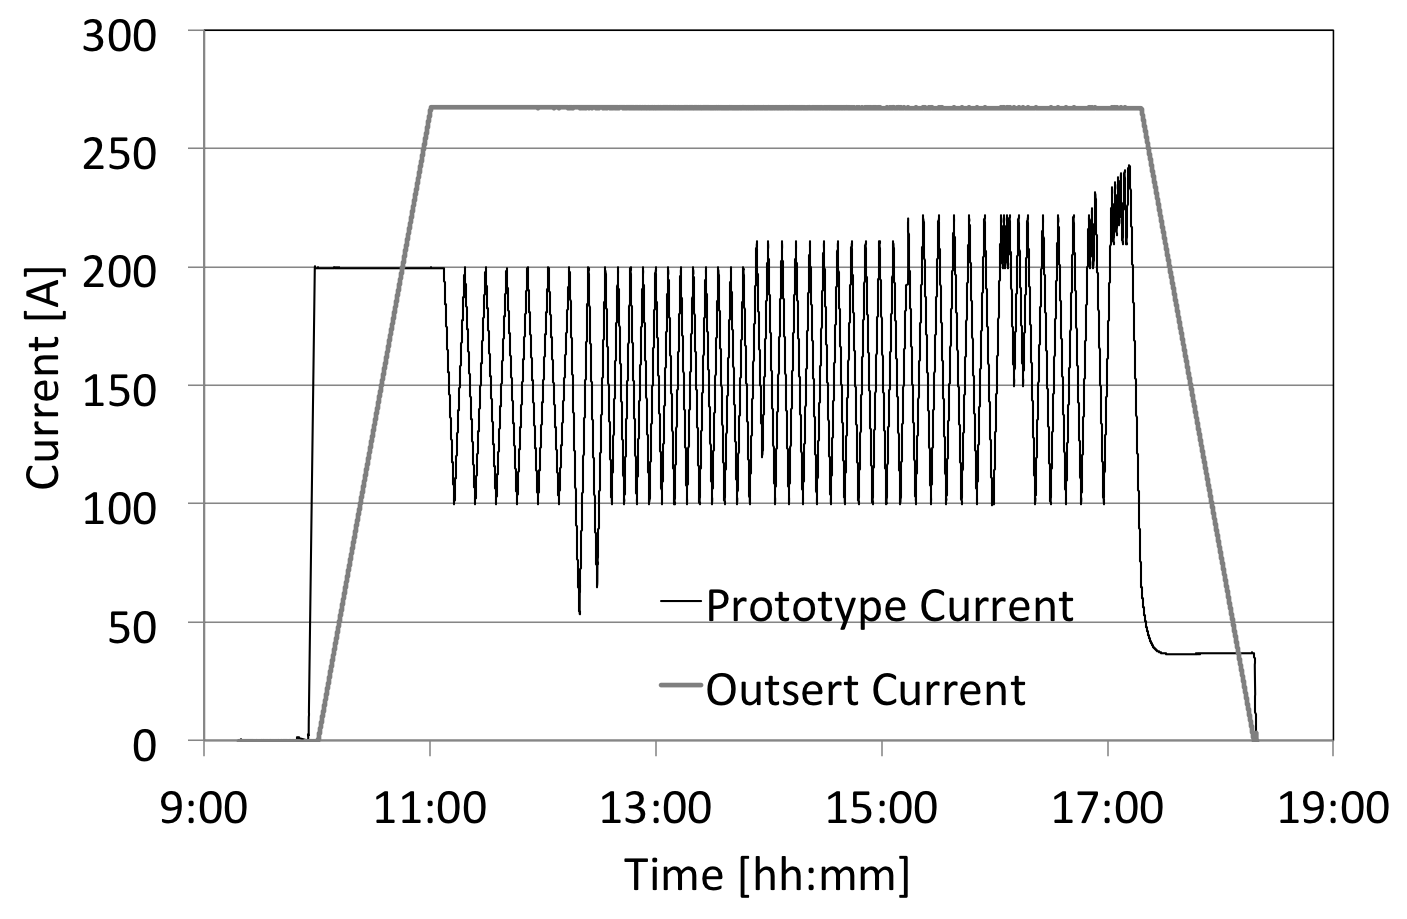 300
250
200
150
100
50
0
Current [A]
Prototype Current
Outsert Current
9:00 11:00 13:00 15:00 17:00 19:00
Time [hh:mm]